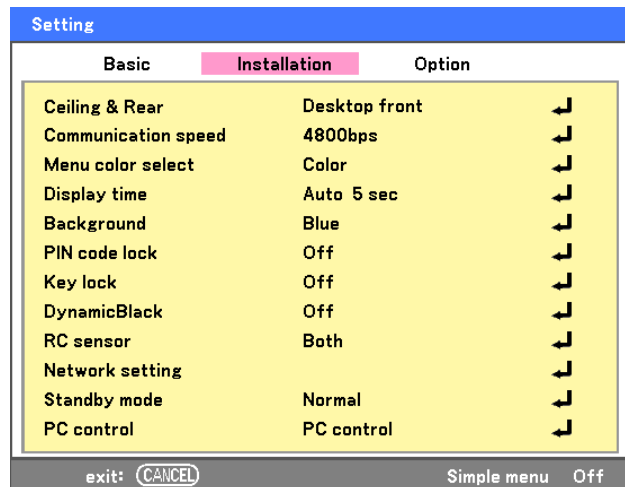 Setting
Basic Installation Option
Ceiling & Rear Desktop front
Communication speed 4800bps
Menu color select Color
Display time Auto 5 sec
Background Blue
PIN code lock Off
Key lock Off
DynamicBlack Off
RC sensor Both
Network setting
Standby mode Normal
PC control PC control
exit: CANCEL Simple menu Off